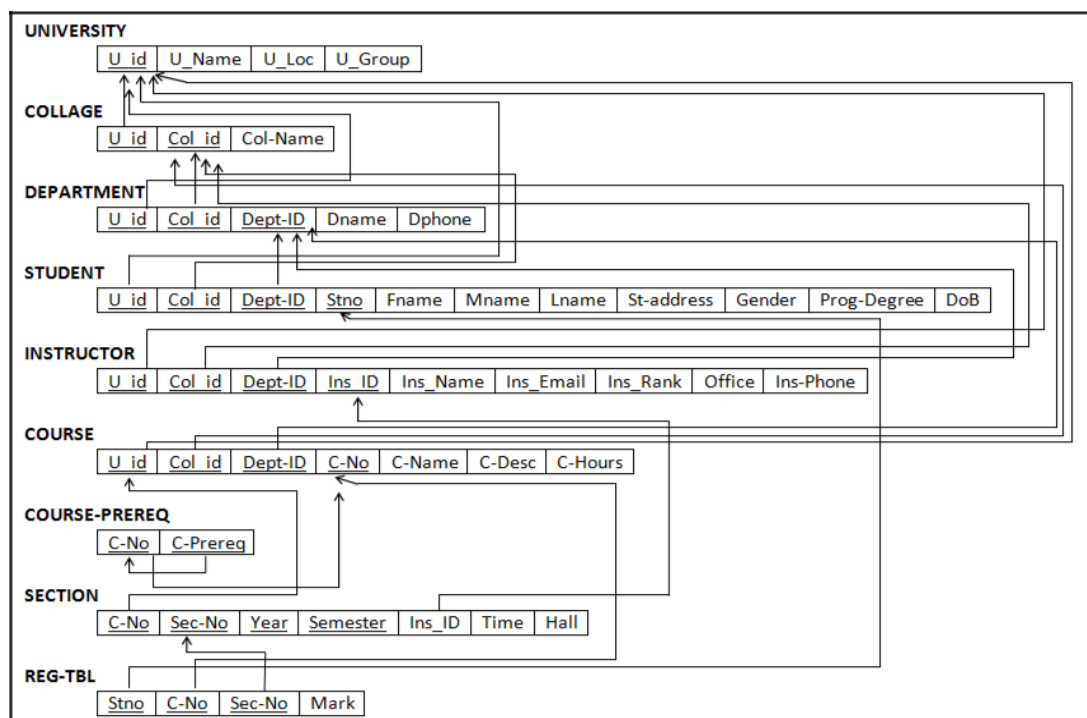 UNIVERSITY
U_id U_Name U_Loc U_Group
COLLAGE
U_id Col_id Col-Name
DEPARTMENT
U_id Col_id Dept-ID Dname Dphone
STUDENT
U_id Col_id Dept-ID Stno Fname Mname Lname St-address Gender Prog-Degree DoB
INSTRUCTOR
U_id Col_id Dept-ID Ins_ID Ins_Name Ins_Email Ins_Rank Office Ins-Phone
COURSE
U_id Col_id Dept-ID C-No C-Name C-Desc C-Hours
COURSE-PREREQ
C-No C-Prereq
SECTION
C-No Sec-No Year Semester Ins_ID Time Hall
REG-TBL
Stno C-No Sec-No Mark